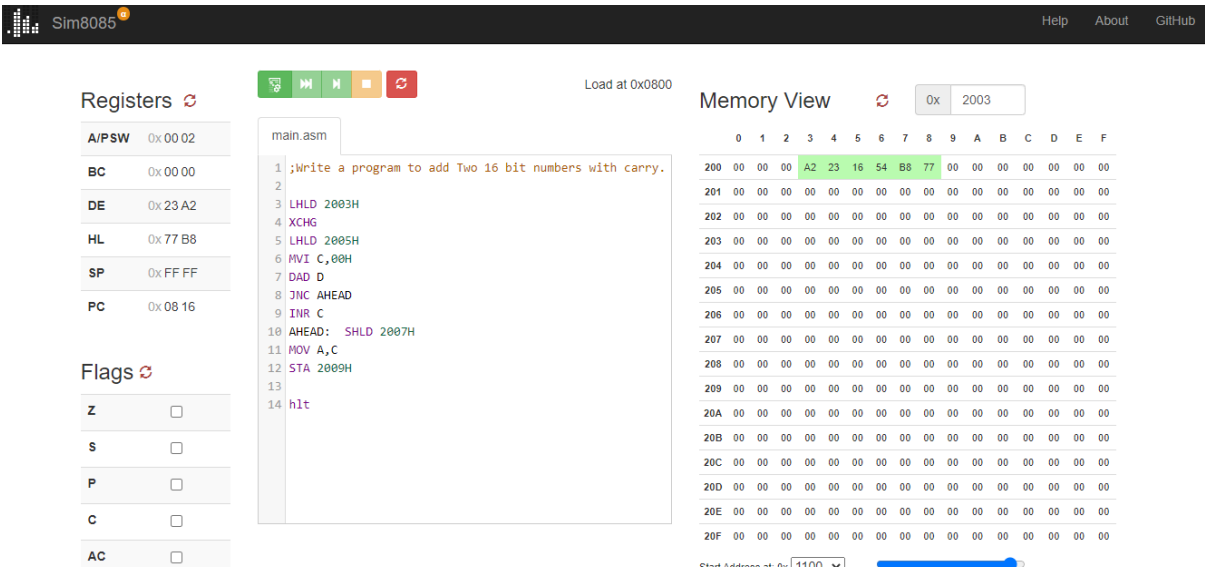 Sim8085 α Help About GitHub
Registers
A/PSW 0x 00 02
BC 0x 00 00
DE 0x 23 A2
HL 0x 77 B8
SP 0x FF FF
PC 0x 08 16
Flags
Z
S
P
C
AC
Load at 0x0800
main.asm
1 ;Write a program to add Two 16 bit numbers with carry.
2
3 LHLD 2003H
4 XCHG
5 LHLD 2005H
6 MVI C,00H
7 DAD D
8 JNC AHEAD
9 INR C
10 AHEAD: SHLD 2007H
11 MOV A,C
12 STA 2009H
13
14 hlt
Memory View 0x 2003
0 1 2 3 4 5 6 7 8 9 A B C D E F
200 00 00 00 A2 23 16 54 B8 77 00 00 00 00 00 00 00
201 00 00 00 00 00 00 00 00 00 00 00 00 00 00 00 00
202 00 00 00 00 00 00 00 00 00 00 00 00 00 00 00 00
203 00 00 00 00 00 00 00 00 00 00 00 00 00 00 00 00
204 00 00 00 00 00 00 00 00 00 00 00 00 00 00 00 00
205 00 00 00 00 00 00 00 00 00 00 00 00 00 00 00 00
206 00 00 00 00 00 00 00 00 00 00 00 00 00 00 00 00
207 00 00 00 00 00 00 00 00 00 00 00 00 00 00 00 00
208 00 00 00 00 00 00 00 00 00 00 00 00 00 00 00 00
209 00 00 00 00 00 00 00 00 00 00 00 00 00 00 00 00
20A 00 00 00 00 00 00 00 00 00 00 00 00 00 00 00 00
20B 00 00 00 00 00 00 00 00 00 00 00 00 00 00 00 00
20C 00 00 00 00 00 00 00 00 00 00 00 00 00 00 00 00
20D 00 00 00 00 00 00 00 00 00 00 00 00 00 00 00 00
20E 00 00 00 00 00 00 00 00 00 00 00 00 00 00 00 00
20F 00 00 00 00 00 00 00 00 00 00 00 00 00 00 00 00
Start Address at: 0x 1100